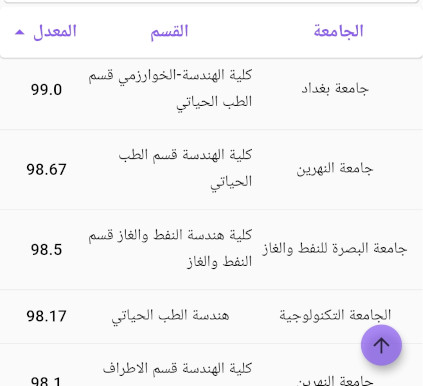 الجامعة القسم المعدل
جامعة بغداد كلية الهندسة-الخوارزمي قسم 99.0
الطب الحياتي
جامعة النهرين كلية الهندسة قسم الطب 98.67
الحياتي
جامعة البصرة للنفط والغاز كلية هندسة النفط والغاز قسم 98.5
النفط والغاز
الجامعة التكنولوجية هندسة الطب الحياتي 98.17
جامعة النهرين كلية الهندسة قسم الاطراف 98.1